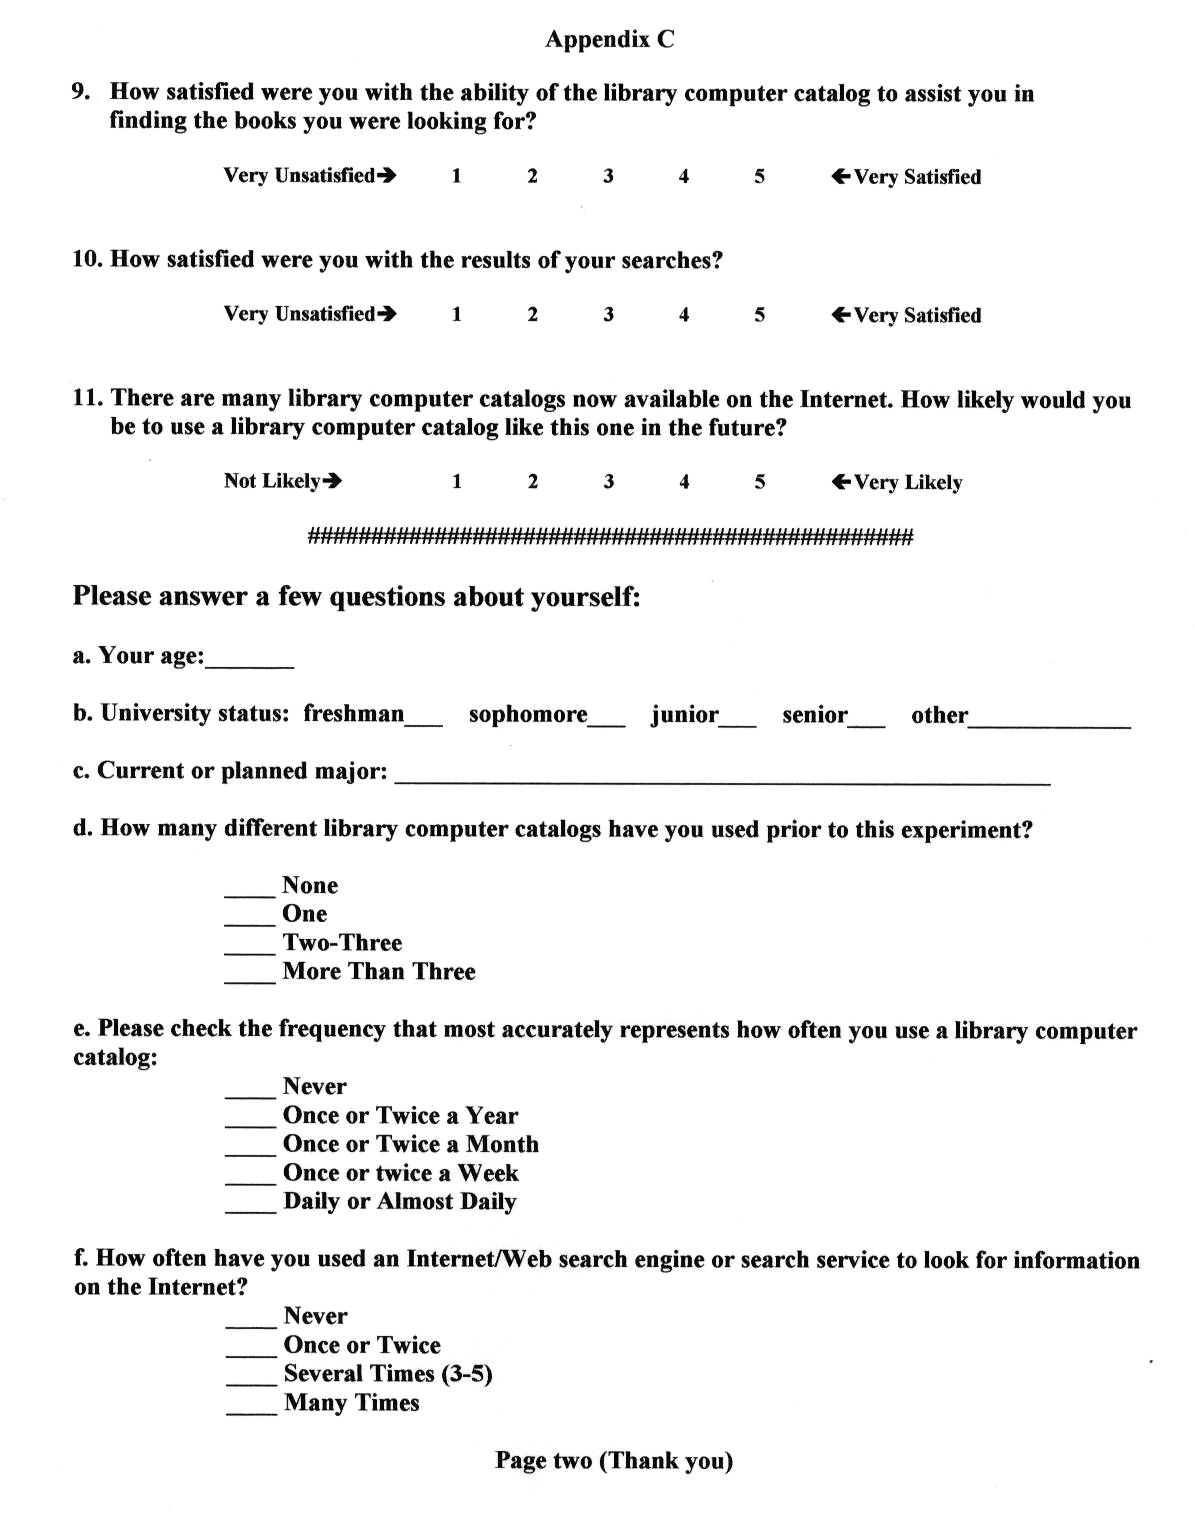 Appendix C
9. How satisfied were you with the ability of the library computer catalog to assist you in
finding the books you were looking for?
Very Unsatisfied→ 1 2 3 4 5 ←Very Satisfied
10. How satisfied were you with the results of your searches?
Very Unsatisfied→ 1 2 3 4 5 ←Very Satisfied
11. There are many library computer catalogs now available on the Internet. How likely would you
be to use a library computer catalog like this one in the future?
Not Likely→ 1 2 3 4 5 ←Very Likely
################################################
Please answer a few questions about yourself:
a. Your age:_______
b. University status: freshman___ sophomore___ junior___ senior___ other_____________
c. Current or planned major: ____________________________________________________
d. How many different library computer catalogs have you used prior to this experiment?
____ None
____ One
____ Two-Three
____ More Than Three
e. Please check the frequency that most accurately represents how often you use a library computer
catalog:
____ Never
____ Once or Twice a Year
____ Once or Twice a Month
____ Once or twice a Week
____ Daily or Almost Daily
f. How often have you used an Internet/Web search engine or search service to look for information
on the Internet?
____ Never
____ Once or Twice
____ Several Times (3-5)
____ Many Times
Page two (Thank you)